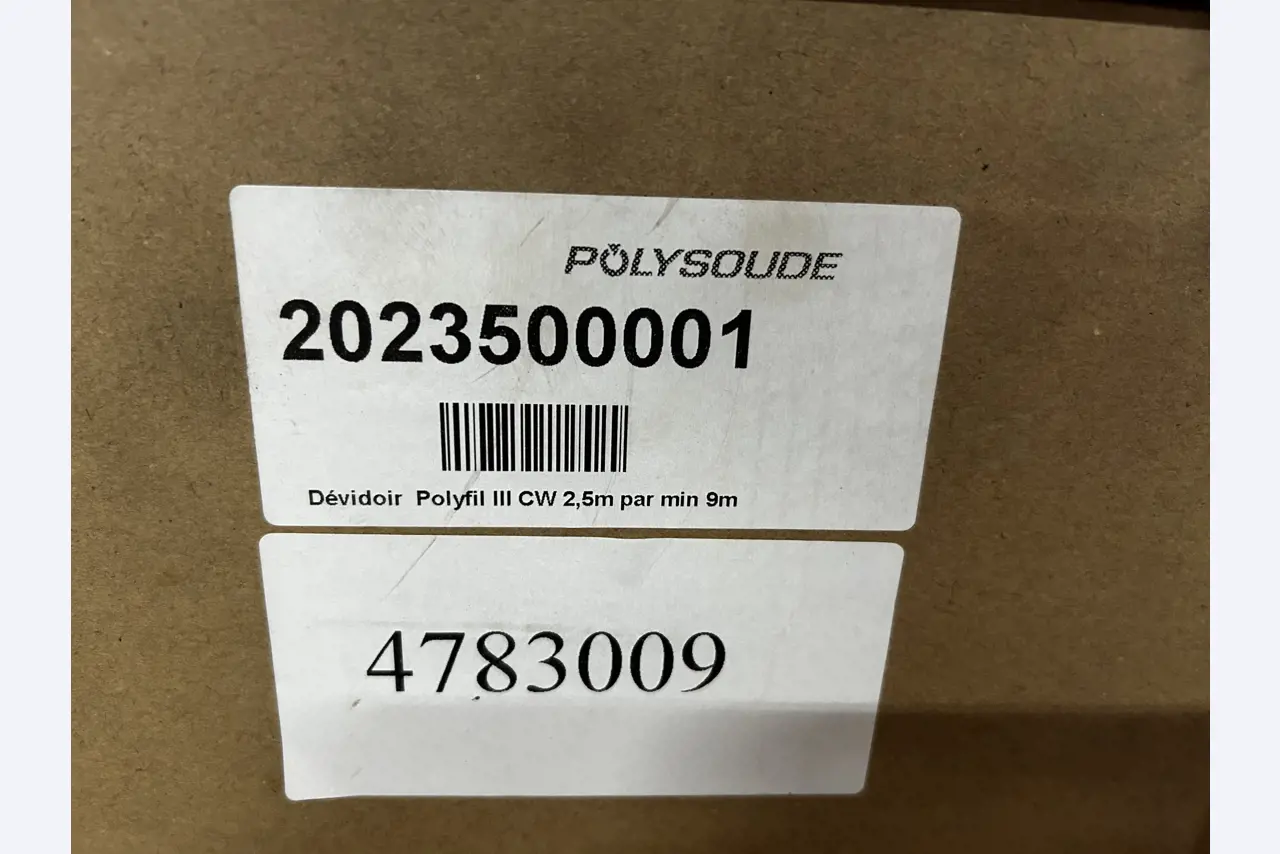 POLYSOUDE
2023500001
Dévidoir Polyfil III CW 2,5m par min 9m
4783009